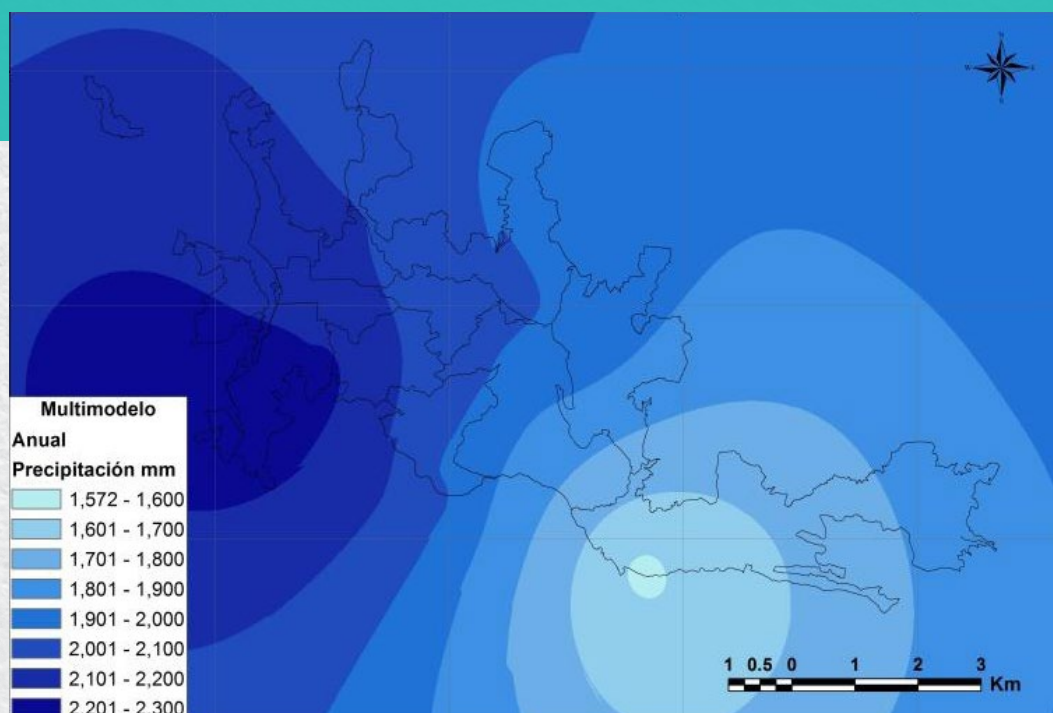 N
Multimodelo
Anual
Precipitación mm
1,572 - 1,600
1,601 - 1,700
1,701 - 1,800
1,801 - 1,900
1,901 - 2,000
2,001 - 2,100
2,101 - 2,200
2,201 - 2,300
1 0.5 0 1 2 3
Km